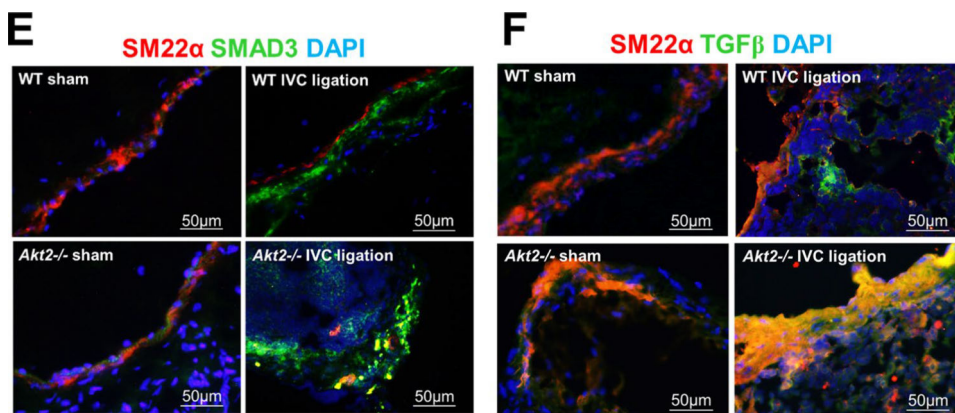 E
SM22α SMAD3 DAPI
WT sham
50µm
WT IVC ligation
50µm
Akt2-/- sham
50µm
Akt2-/- IVC ligation
50µm
F
SM22α TGFβ DAPI
WT sham
50µm
WT IVC ligation
50µm
Akt2-/- sham
50µm
Akt2-/- IVC ligation
50µm